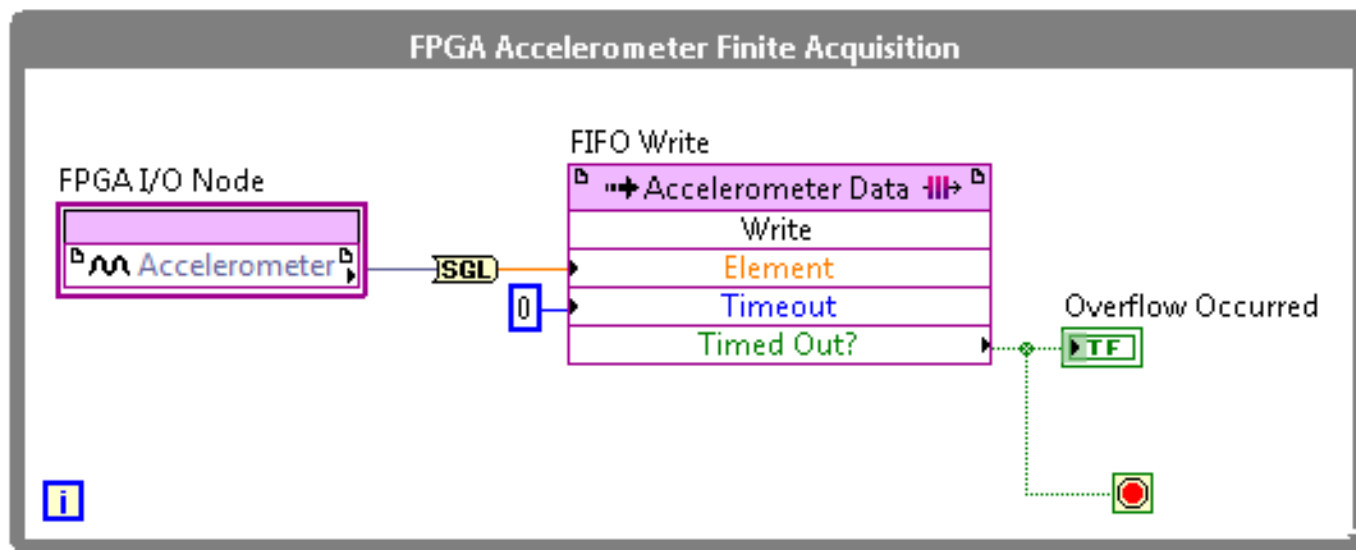 FPGA Accelerometer Finite Acquisition
FIFO Write
FPGA I/O Node
Accelerometer Data
Write
Accelerometer
SGL
Element
0
Timeout
Overflow Occurred
Timed Out?
TF
i